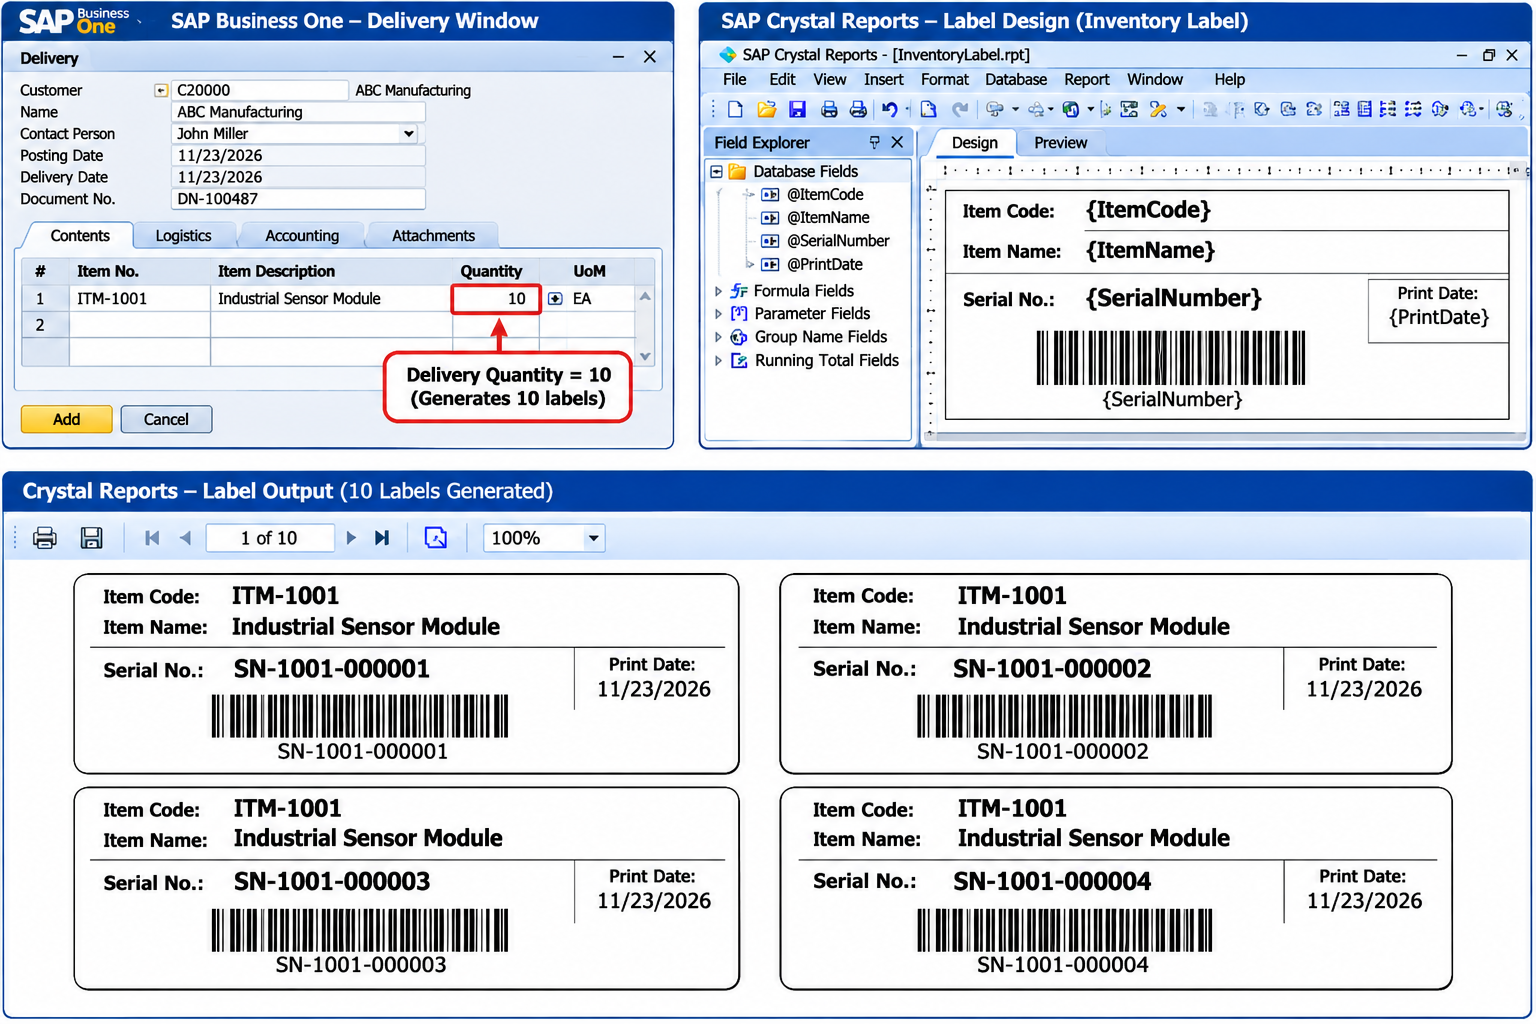 SAP Business One SAP Business One – Delivery Window
Delivery
Customer C20000 ABC Manufacturing
Name ABC Manufacturing
Contact Person John Miller
Posting Date 11/23/2026
Delivery Date 11/23/2026
Document No. DN-100487
Contents Logistics Accounting Attachments
# Item No. Item Description Quantity UoM
1 ITM-1001 Industrial Sensor Module 10 EA
2
Delivery Quantity = 10
(Generates 10 labels)
Add Cancel
SAP Crystal Reports – Label Design (Inventory Label)
SAP Crystal Reports - [InventoryLabel.rpt]
File Edit View Insert Format Database Report Window Help
Field Explorer
Database Fields
@ItemCode
@ItemName
@SerialNumber
@PrintDate
Formula Fields
Parameter Fields
Group Name Fields
Running Total Fields
Design Preview
Item Code: {ItemCode}
Item Name: {ItemName}
Serial No.: {SerialNumber}
Print Date:
{PrintDate}
{SerialNumber}
Crystal Reports – Label Output (10 Labels Generated)
1 of 10 100%
Item Code: ITM-1001
Item Name: Industrial Sensor Module
Serial No.: SN-1001-000001
Print Date:
11/23/2026
SN-1001-000001
Item Code: ITM-1001
Item Name: Industrial Sensor Module
Serial No.: SN-1001-000002
Print Date:
11/23/2026
SN-1001-000002
Item Code: ITM-1001
Item Name: Industrial Sensor Module
Serial No.: SN-1001-000003
Print Date:
11/23/2026
SN-1001-000003
Item Code: ITM-1001
Item Name: Industrial Sensor Module
Serial No.: SN-1001-000004
Print Date:
11/23/2026
SN-1001-000004